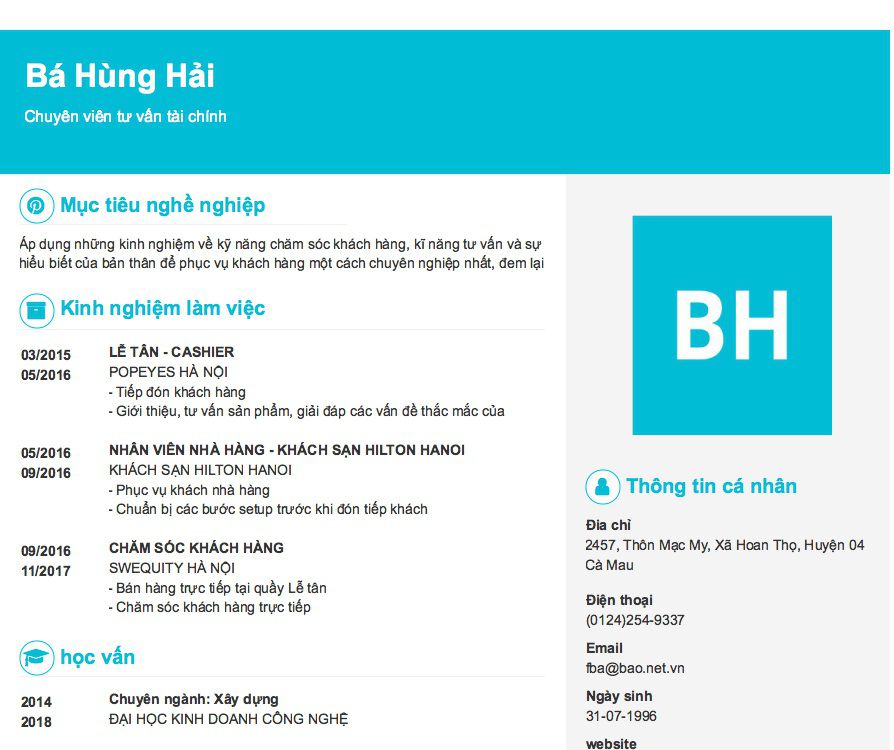 Bá Hùng Hải
Chuyên viên tư vấn tài chính
Mục tiêu nghề nghiệp
Áp dụng những kinh nghiệm về kỹ năng chăm sóc khách hàng, kĩ năng tư vấn và sự
hiểu biết của bản thân để phục vụ khách hàng một cách chuyên nghiệp nhất, đem lại
Kinh nghiệm làm việc
03/2015
05/2016
LỄ TÂN - CASHIER
POPEYES HÀ NỘI
- Tiếp đón khách hàng
- Giới thiệu, tư vấn sản phẩm, giải đáp các vấn đề thắc mắc của
05/2016
09/2016
NHÂN VIÊN NHÀ HÀNG - KHÁCH SẠN HILTON HANOI
KHÁCH SẠN HILTON HANOI
- Phục vụ khách nhà hàng
- Chuẩn bị các bước setup trước khi đón tiếp khách
09/2016
11/2017
CHĂM SÓC KHÁCH HÀNG
SWEQUITY HÀ NỘI
- Bán hàng trực tiếp tại quầy Lễ tân
- Chăm sóc khách hàng trực tiếp
học vấn
2014
2018
Chuyên ngành: Xây dựng
ĐẠI HỌC KINH DOANH CÔNG NGHỆ
BH
Thông tin cá nhân
Đia chỉ
2457, Thôn Mạc My, Xã Hoan Thọ, Huyện 04
Cà Mau
Điện thoại
(0124)254-9337
Email
fba@bao.net.vn
Ngày sinh
31-07-1996
website